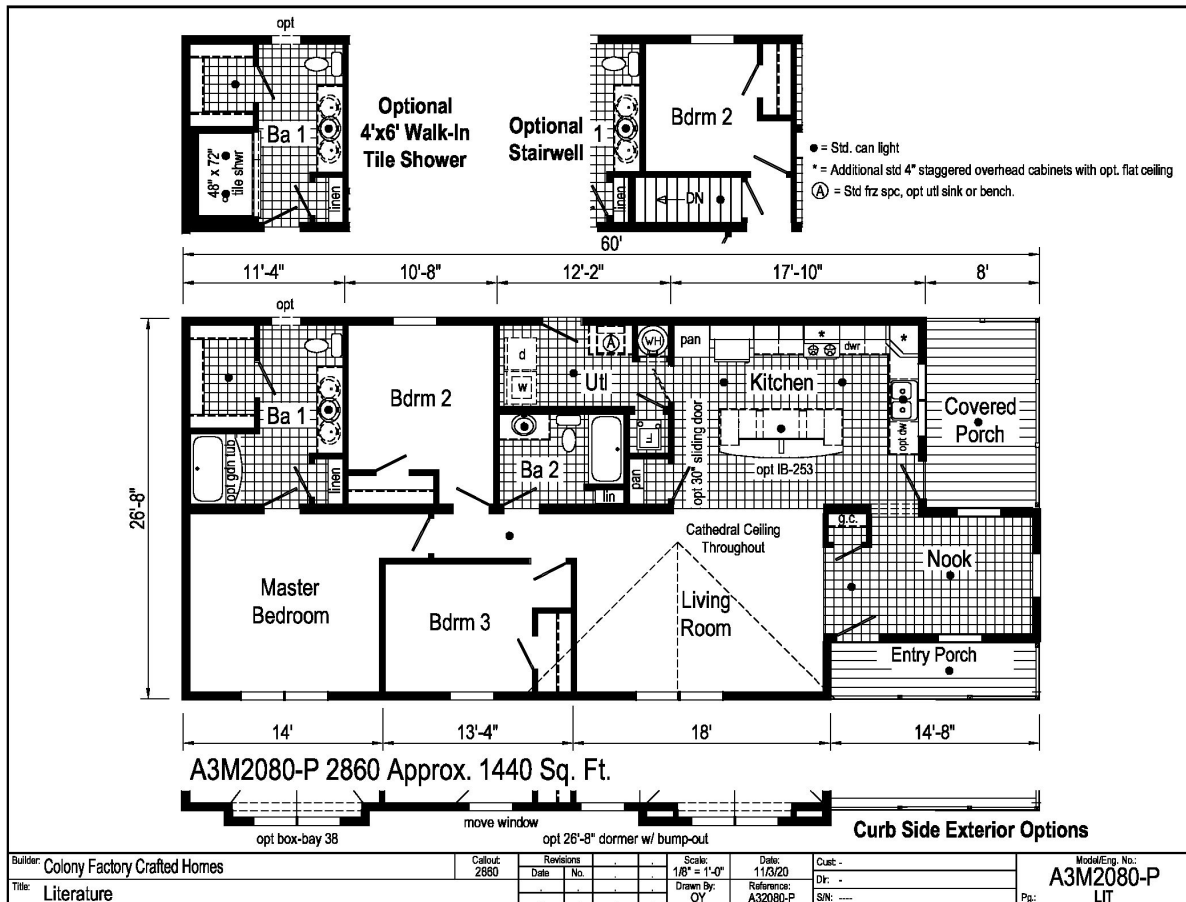 opt
Ba 1
48" x 72"
tile shwr
linen
Optional
4'x6' Walk-In
Tile Shower
Optional
Stairwell
1
linen
Bdrm 2
DN
● = Std. can light
* = Additional std 4" staggered overhead cabinets with opt. flat ceiling
Ⓐ = Std frz spc, opt utl sink or bench.
60'
11'-4"
10'-8"
12'-2"
17'-10"
8'
opt
26'-8"
Ba 1
opt gdn tub
linen
Bdrm 2
d
w
A
Utl
WH
Ba 2
lin
pan
pan
opt 30" sliding door
*
dwr
*
Kitchen
opt dw
opt IB-253
Covered
Porch
Cathedral Ceiling
Throughout
g.c.
Nook
Master
Bedroom
Bdrm 3
Living
Room
Entry Porch
14'
13'-4"
18'
14'-8"
A3M2080-P 2860 Approx. 1440 Sq. Ft.
opt box-bay 38
move window
opt 26'-8" dormer w/ bump-out
Curb Side Exterior Options
Builder: Colony Factory Crafted Homes
Title: Literature
Callout:
2860
Revisions
Date No.
Scale:
1/8" = 1'-0"
Drawn By:
OY
Date:
11/3/20
Reference:
A32080-P
Cust: -
Dir: -
S/N: ----
Model/Eng. No.:
A3M2080-P
Pg.: LIT